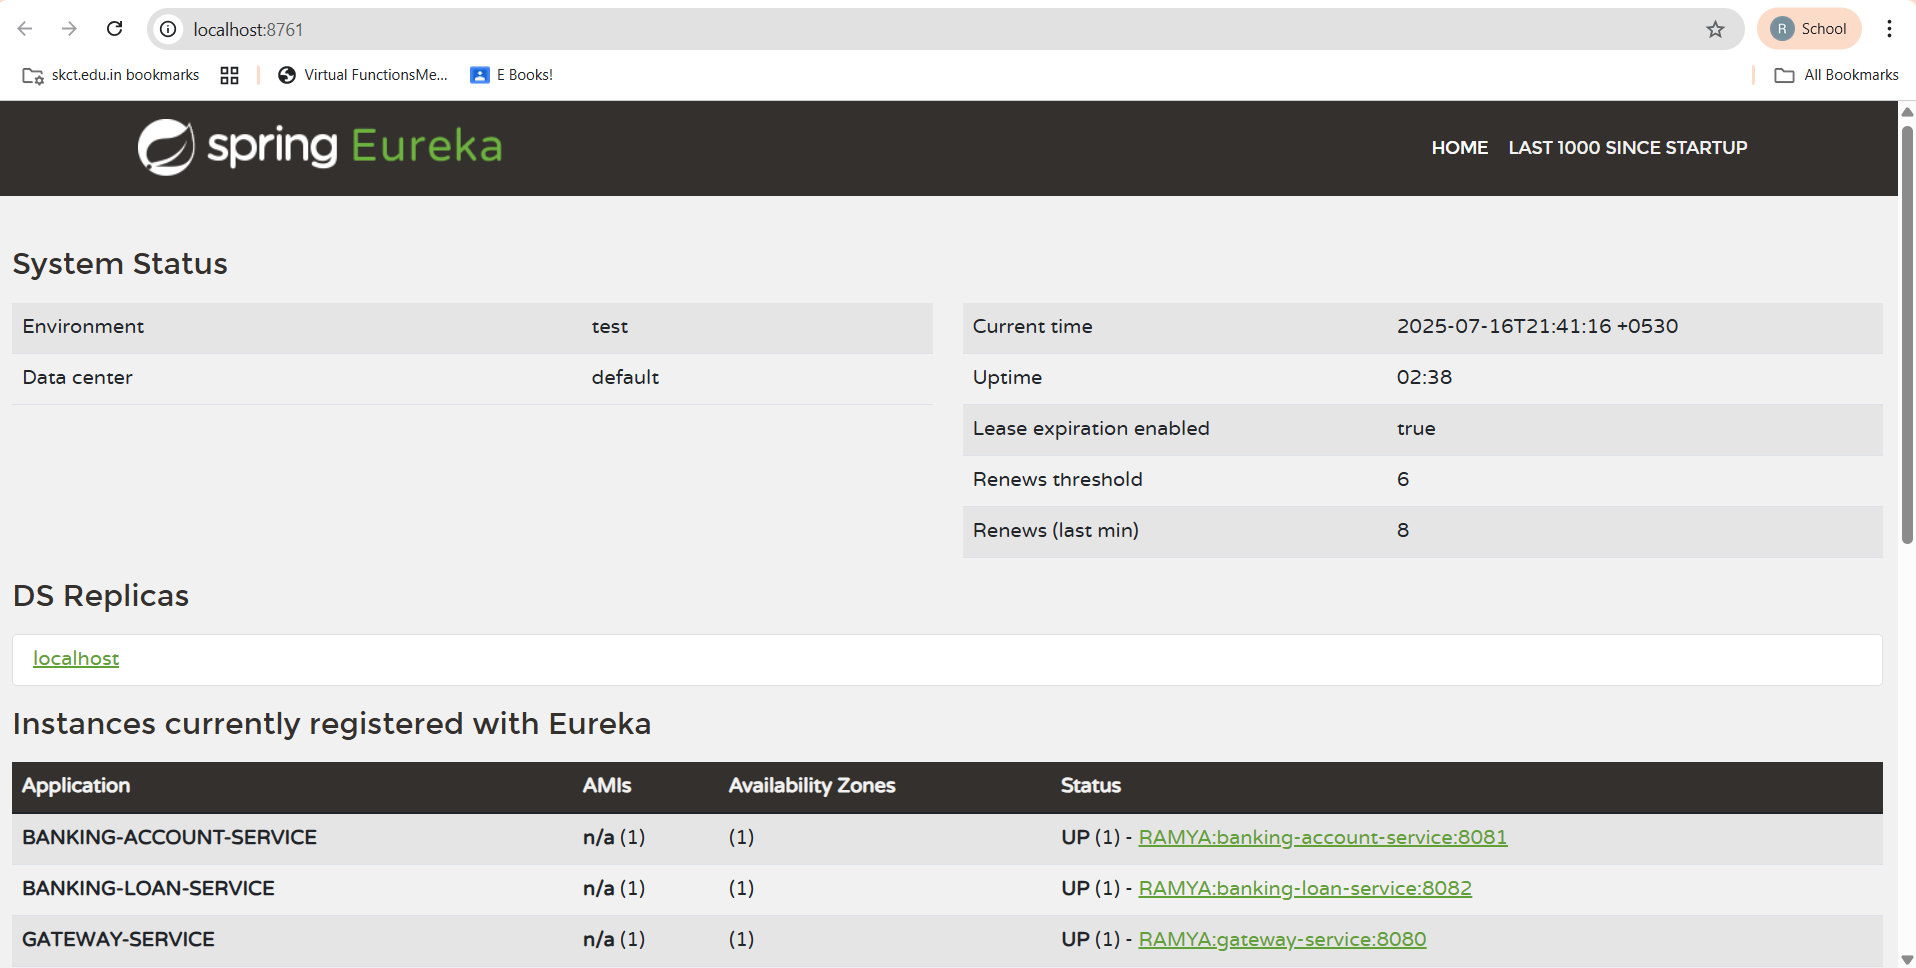 localhost:8761
R School
skct.edu.in bookmarks
Virtual FunctionsMe...
E Books!
All Bookmarks
spring Eureka
HOME LAST 1000 SINCE STARTUP
System Status
Environment test
Data center default
Current time 2025-07-16T21:41:16 +0530
Uptime 02:38
Lease expiration enabled true
Renews threshold 6
Renews (last min) 8
DS Replicas
localhost
Instances currently registered with Eureka
Application AMIs Availability Zones Status
BANKING-ACCOUNT-SERVICE n/a (1) (1) UP (1) - RAMYA:banking-account-service:8081
BANKING-LOAN-SERVICE n/a (1) (1) UP (1) - RAMYA:banking-loan-service:8082
GATEWAY-SERVICE n/a (1) (1) UP (1) - RAMYA:gateway-service:8080